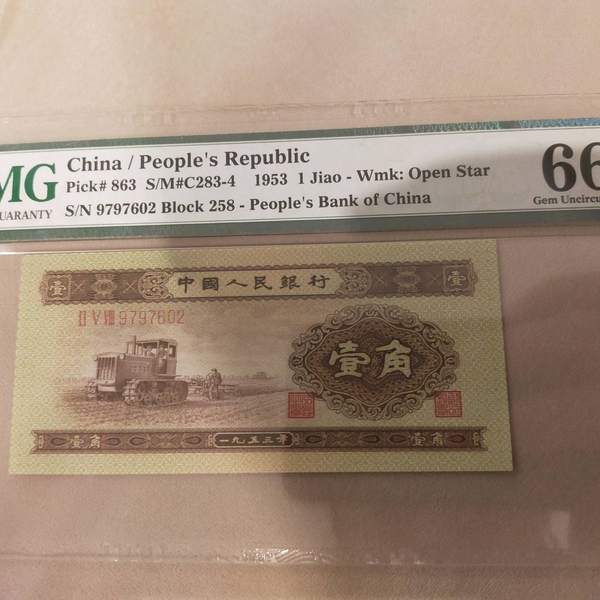 MG
GUARANTY
China / People's Republic
Pick# 863 S/M#C283-4 1953 1 Jiao - Wmk: Open Star
S/N 9797602 Block 258 - People's Bank of China
66
Gem Uncircu
壹 中國人民銀行 壹
II V VIII 9797602
壹角
壹角 一九五三年 壹角